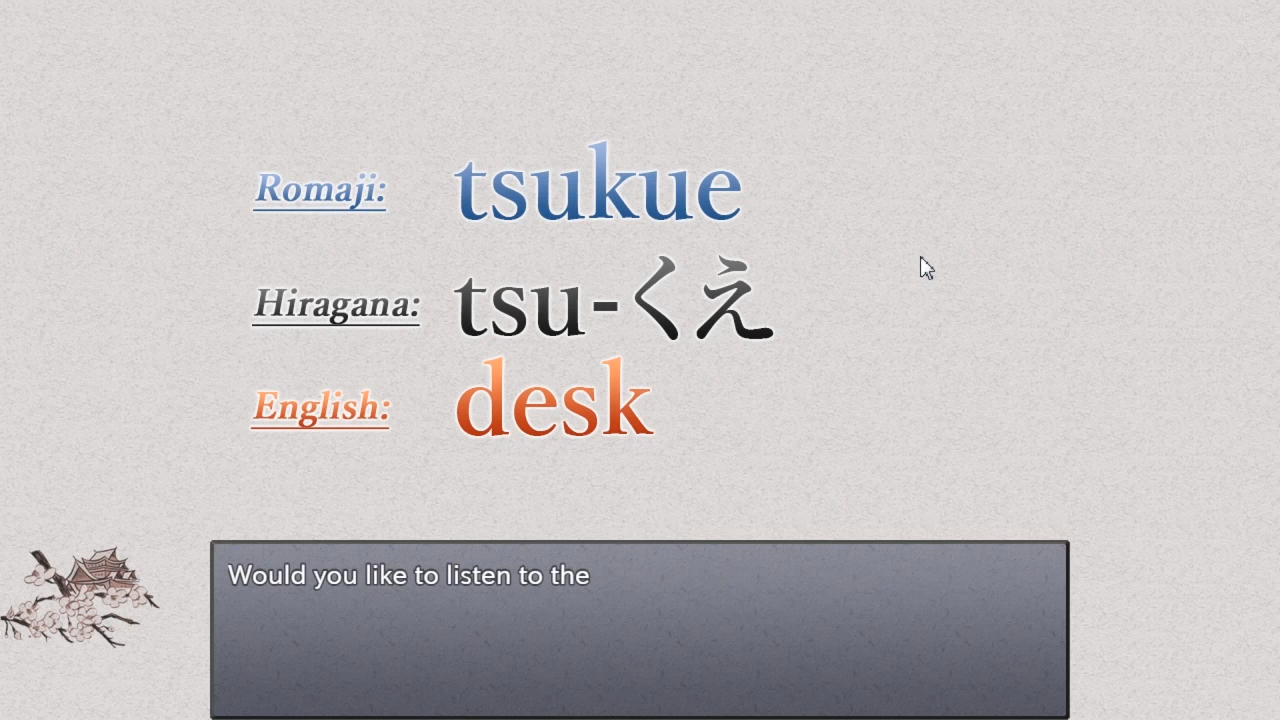 Romaji: tsukue
Hiragana: tsu-くえ
English: desk
Would you like to listen to the